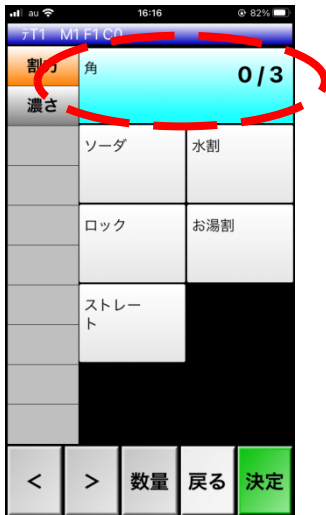 au 16:16 82%
テT1 M1 F1 C0
割方
角
0/3
濃さ
ソーダ
水割
ロック
お湯割
ストレー
ト
<
>
数量
戻る
決定